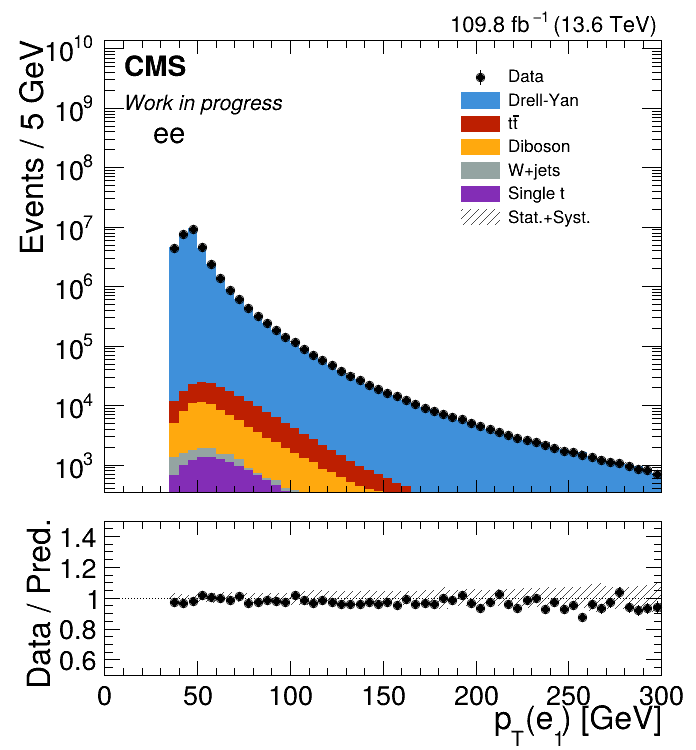 109.8 fb⁻¹ (13.6 TeV)
CMS
Work in progress
ee
Data
Drell-Yan
tt̄
Diboson
W+jets
Single t
Stat.+Syst.
Events / 5 GeV
10¹⁰
10⁹
10⁸
10⁷
10⁶
10⁵
10⁴
10³
Data / Pred.
1.4
1.2
1
0.8
0.6
0 50 100 150 200 250 300
p_T(e₁) [GeV]